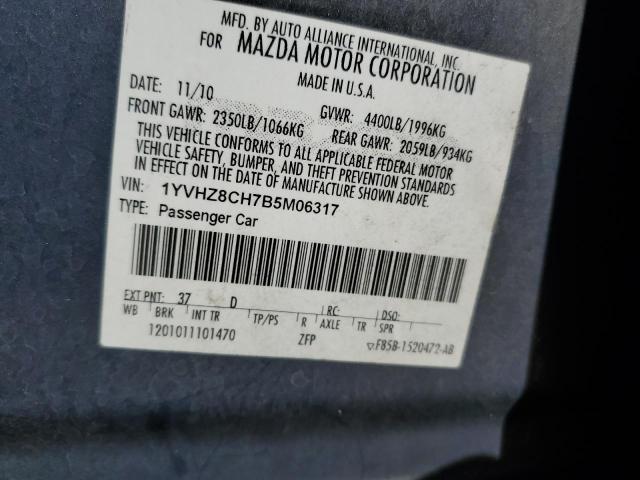 MFD. BY AUTO ALLIANCE INTERNATIONAL, INC.
FOR MAZDA MOTOR CORPORATION
MADE IN U.S.A.
DATE: 11/10 GVWR: 4400LB/1996KG
FRONT GAWR: 2350LB/1066KG REAR GAWR: 2059LB/934KG
THIS VEHICLE CONFORMS TO ALL APPLICABLE FEDERAL MOTOR
VEHICLE SAFETY, BUMPER, AND THEFT PREVENTION STANDARDS
IN EFFECT ON THE DATE OF MANUFACTURE SHOWN ABOVE.
VIN: 1YVHZ8CH7B5M06317
TYPE: Passenger Car
EXT PNT: 37 D RC: DSO:
WB BRK INT TR TP/PS R AXLE TR SPR
1201011101470 ZFP
▽F85B-1520472-AB